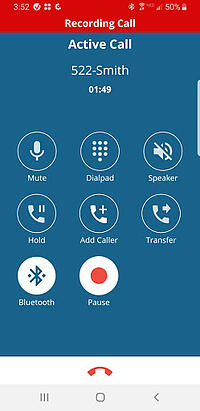 3:52 50%
Recording Call
Active Call
522-Smith
01:49
Mute Dialpad Speaker
Hold Add Caller Transfer
Bluetooth Pause